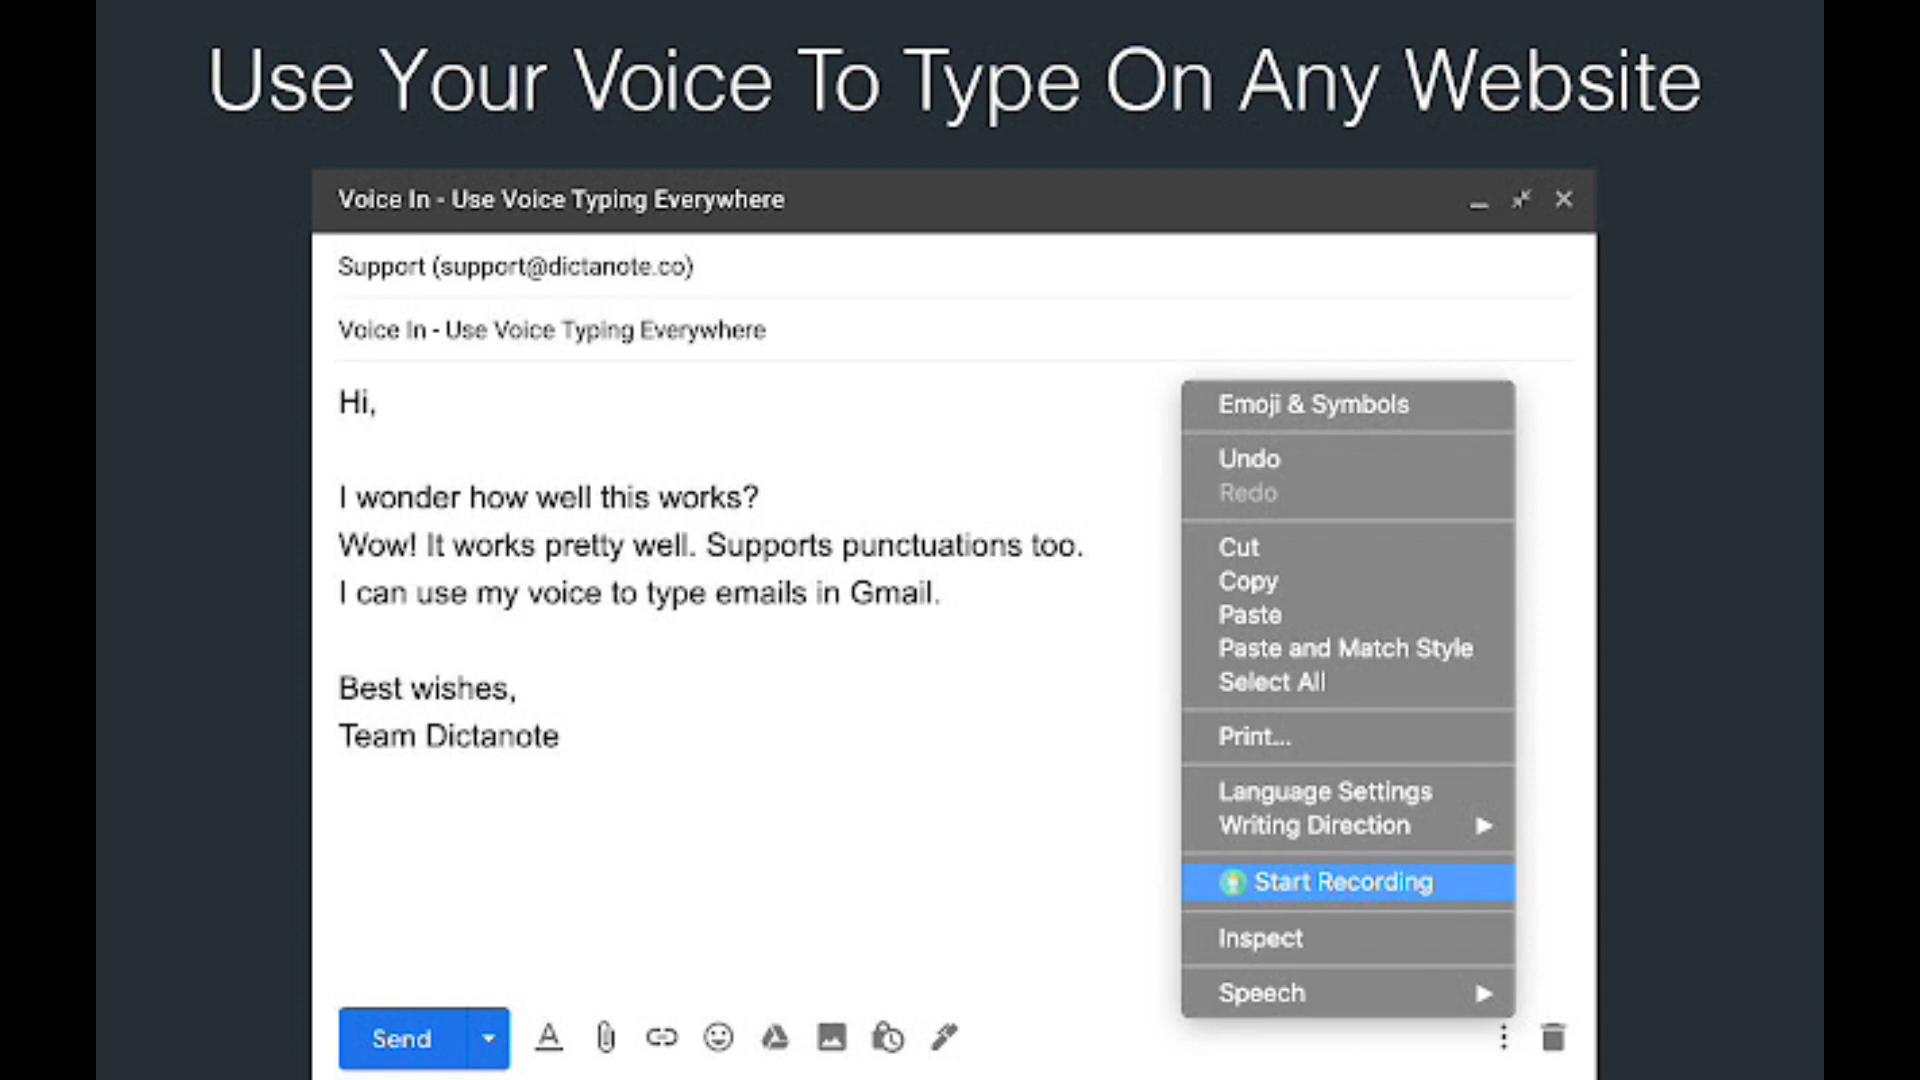 Use Your Voice To Type On Any Website
Voice In - Use Voice Typing Everywhere
Support (support@dictanote.co)
Voice In - Use Voice Typing Everywhere
Hi,
I wonder how well this works?
Wow! It works pretty well. Supports punctuations too.
I can use my voice to type emails in Gmail.
Best wishes,
Team Dictanote
Emoji & Symbols
Undo
Redo
Cut
Copy
Paste
Paste and Match Style
Select All
Print...
Language Settings
Writing Direction
Start Recording
Inspect
Speech
Send
A